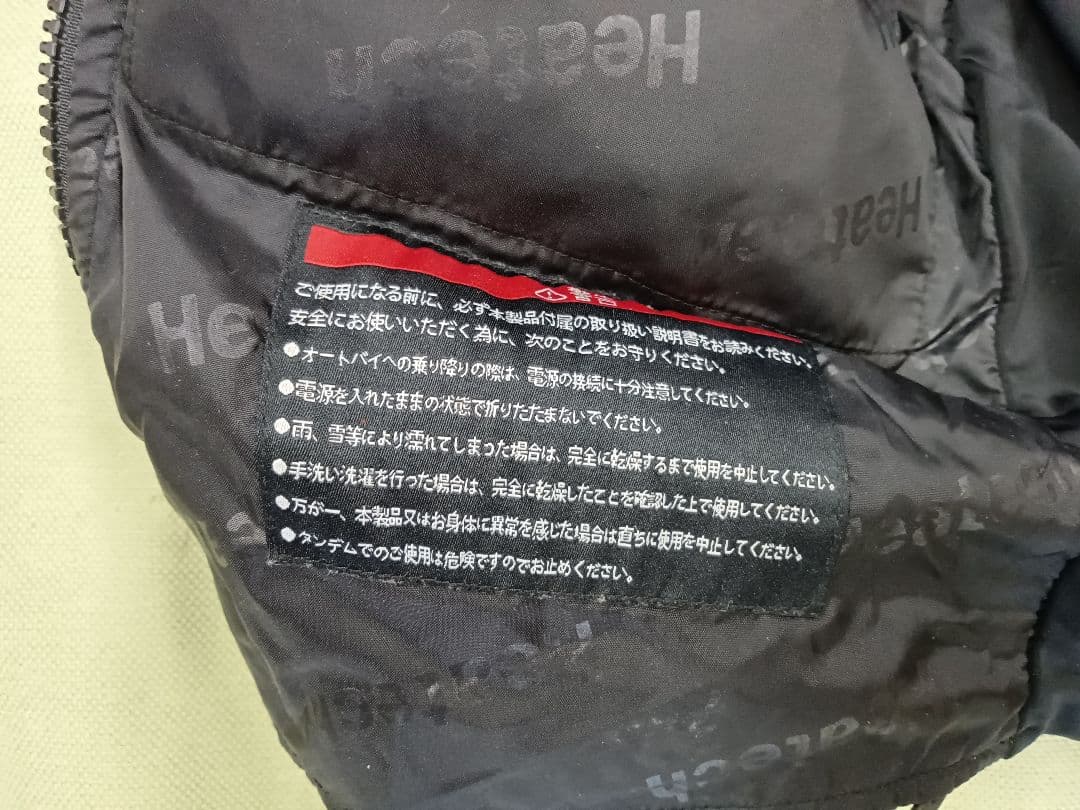 Heatech
Heatech
警告
ご使用になる前に、必ず本製品付属の取り扱い説明書をお読みください。
安全にお使いいただく為に、次のことをお守りください。
●オートバイへの乗り降りの際は、電源の接続に十分注意してください。
●電源を入れたままの状態で折りたたまないでください。
●雨、雪等により濡れてしまった場合は、完全に乾燥するまで使用を中止してください。
●手洗い洗濯を行った場合は、完全に乾燥したことを確認した上で使用してください。
●万が一、本製品又はお身体に異常を感じた場合は直ちに使用を中止してください。
●タンデムでのご使用は危険ですのでお止めください。